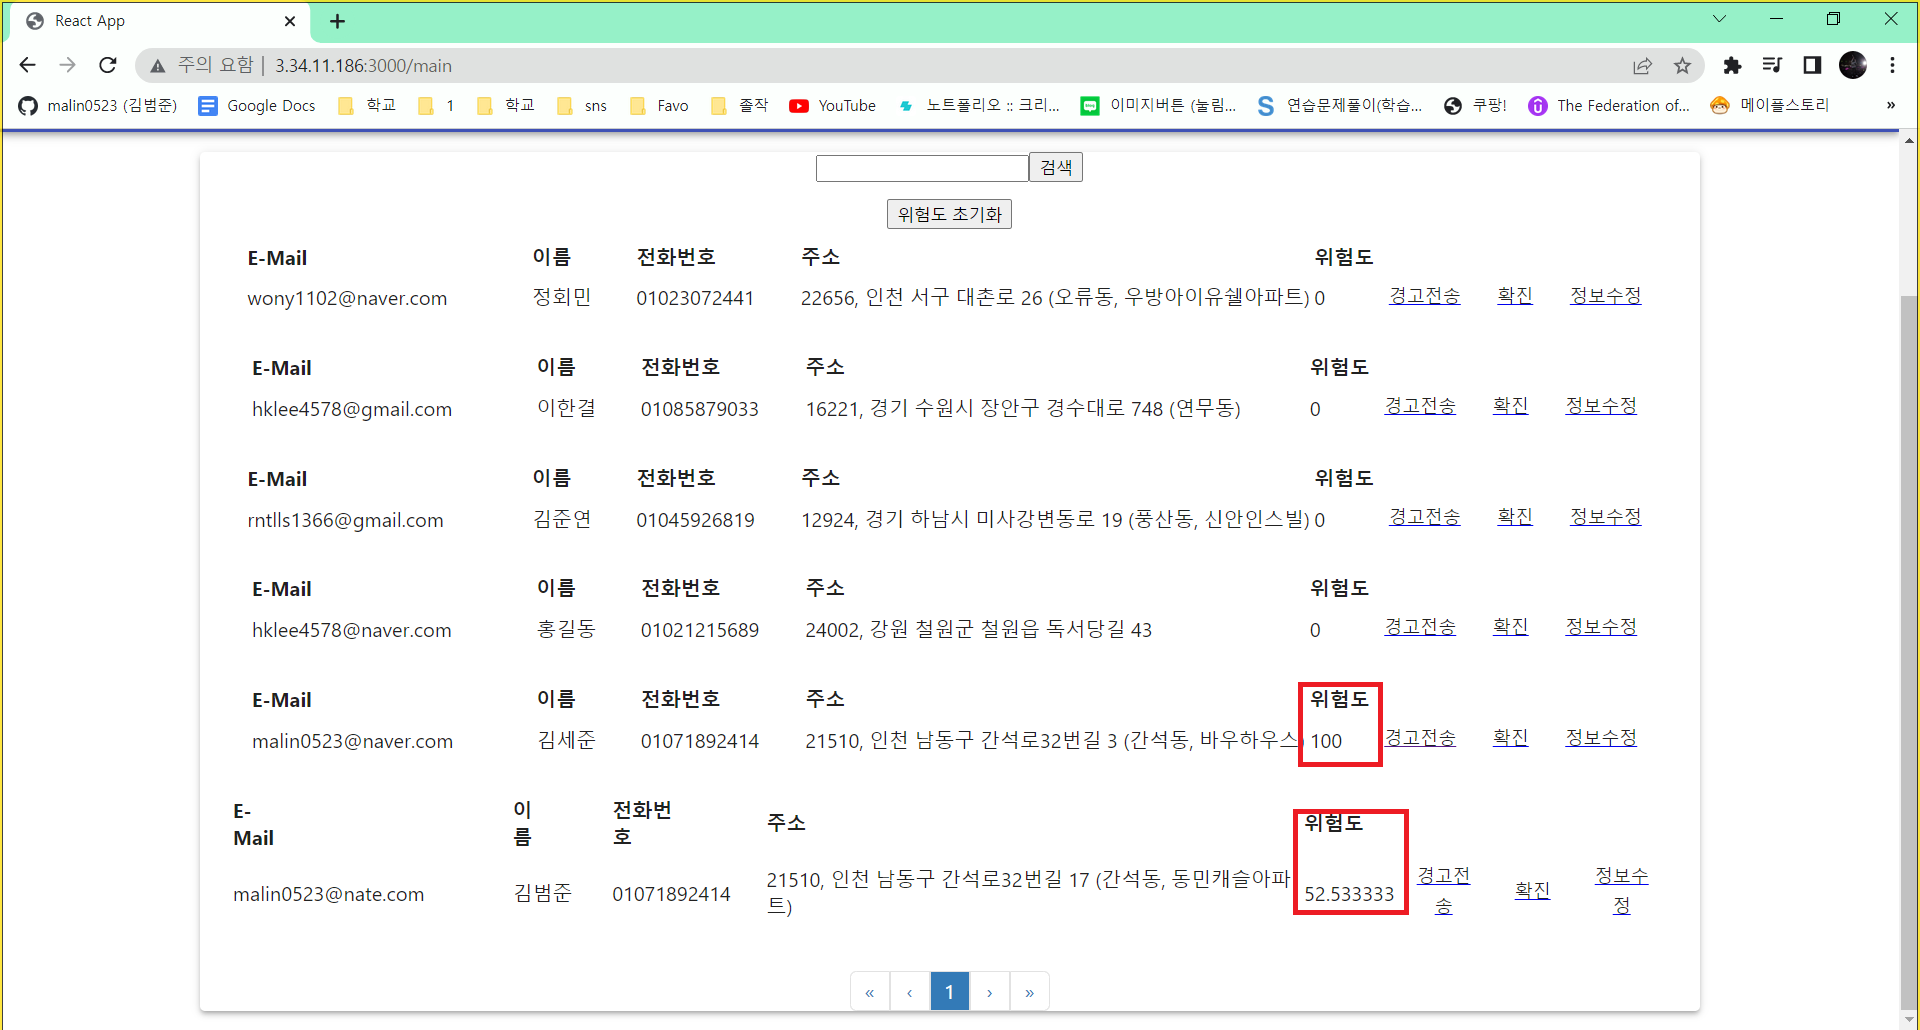 React App
주의 요함 | 3.34.11.186:3000/main
malin0523 (김범준) Google Docs 학교 1 학교 sns Favo 졸작 YouTube 노트폴리오 :: 크리... 이미지버튼 (눌림... 연습문제풀이(학습... 쿠팡! The Federation of... 메이플스토리 »
검색
위험도 초기화
E-Mail 이름 전화번호 주소 위험도
wony1102@naver.com 정회민 01023072441 22656, 인천 서구 대촌로 26 (오류동, 우방아이유쉘아파트) 0 경고전송 확진 정보수정
E-Mail 이름 전화번호 주소 위험도
hklee4578@gmail.com 이한결 01085879033 16221, 경기 수원시 장안구 경수대로 748 (연무동) 0 경고전송 확진 정보수정
E-Mail 이름 전화번호 주소 위험도
rntlls1366@gmail.com 김준연 01045926819 12924, 경기 하남시 미사강변동로 19 (풍산동, 신안인스빌) 0 경고전송 확진 정보수정
E-Mail 이름 전화번호 주소 위험도
hklee4578@naver.com 홍길동 01021215689 24002, 강원 철원군 철원읍 독서당길 43 0 경고전송 확진 정보수정
E-Mail 이름 전화번호 주소 위험도
malin0523@naver.com 김세준 01071892414 21510, 인천 남동구 간석로32번길 3 (간석동, 바우하우스) 100 경고전송 확진 정보수정
E-
Mail
이
름
전화번
호
주소
위험도
malin0523@nate.com 김범준 01071892414
21510, 인천 남동구 간석로32번길 17 (간석동, 동민캐슬아파
트)
52.533333
경고전
송
확진
정보수
정
« ‹ 1 › »